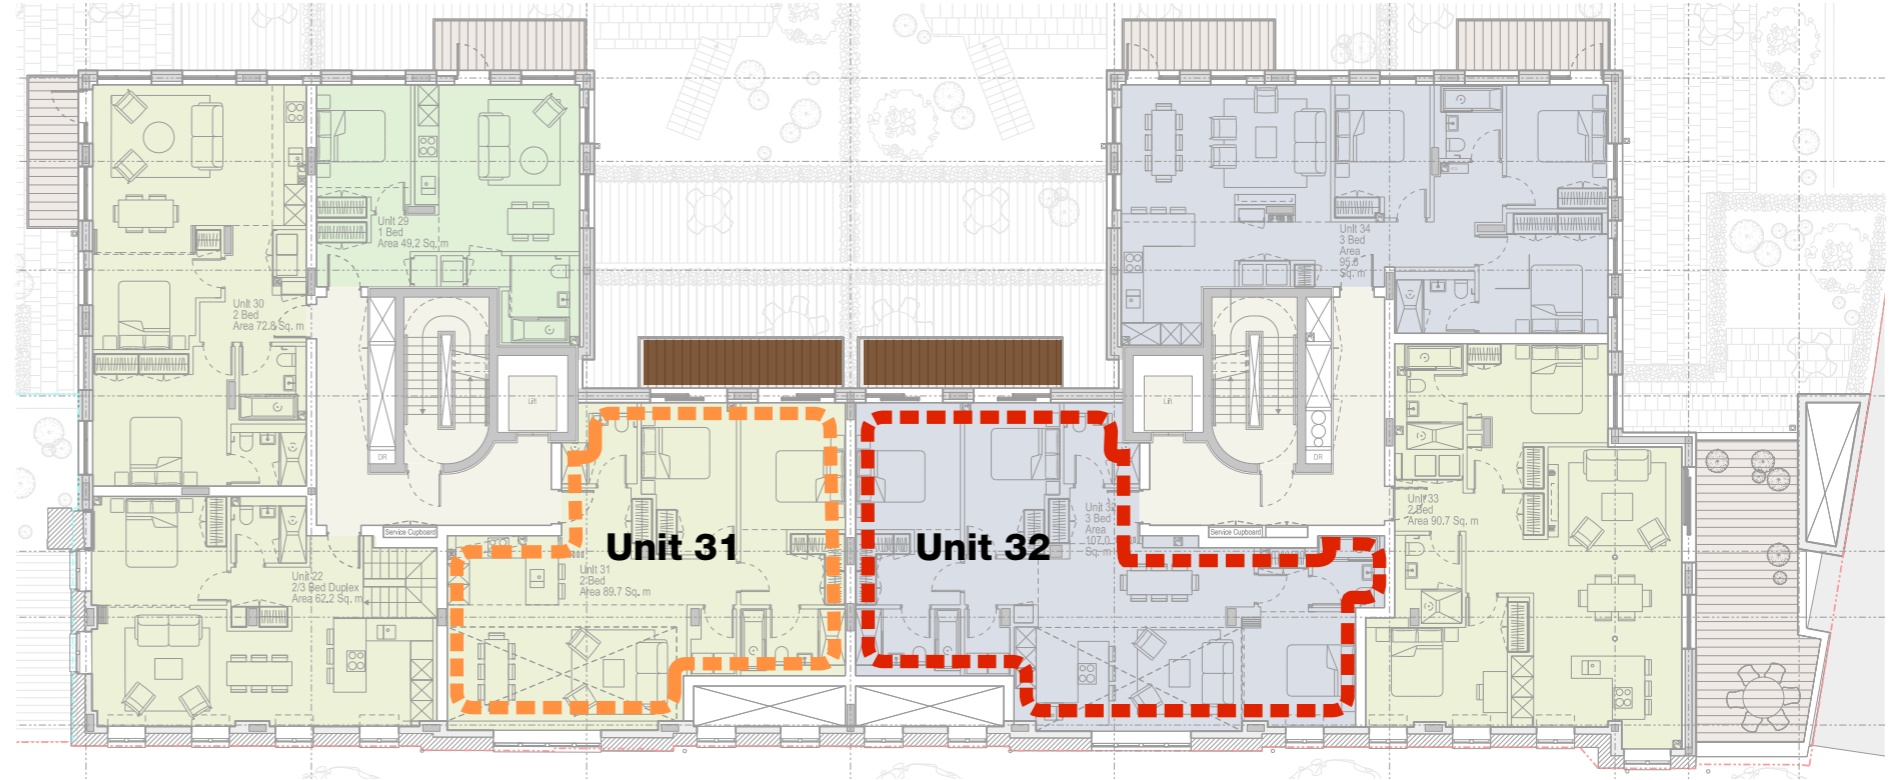 Unit 29
1 Bed
Area 49.2 Sq. m
Unit 34
3 Bed
Area
95.8
Sq. m
Unit 30
2 Bed
Area 72.8 Sq. m
Lift
Lift
DR
DR
Unit 33
2 Bed
Area 90.7 Sq. m
Unit 32
3 Bed
Area
107.0
Sq. m
Service Cupboard
Service Cupboard
Unit 31
Unit 32
Unit 31
2 Bed
Area 89.7 Sq. m
Unit 22
2/3 Bed Duplex
Area 62.2 Sq. m